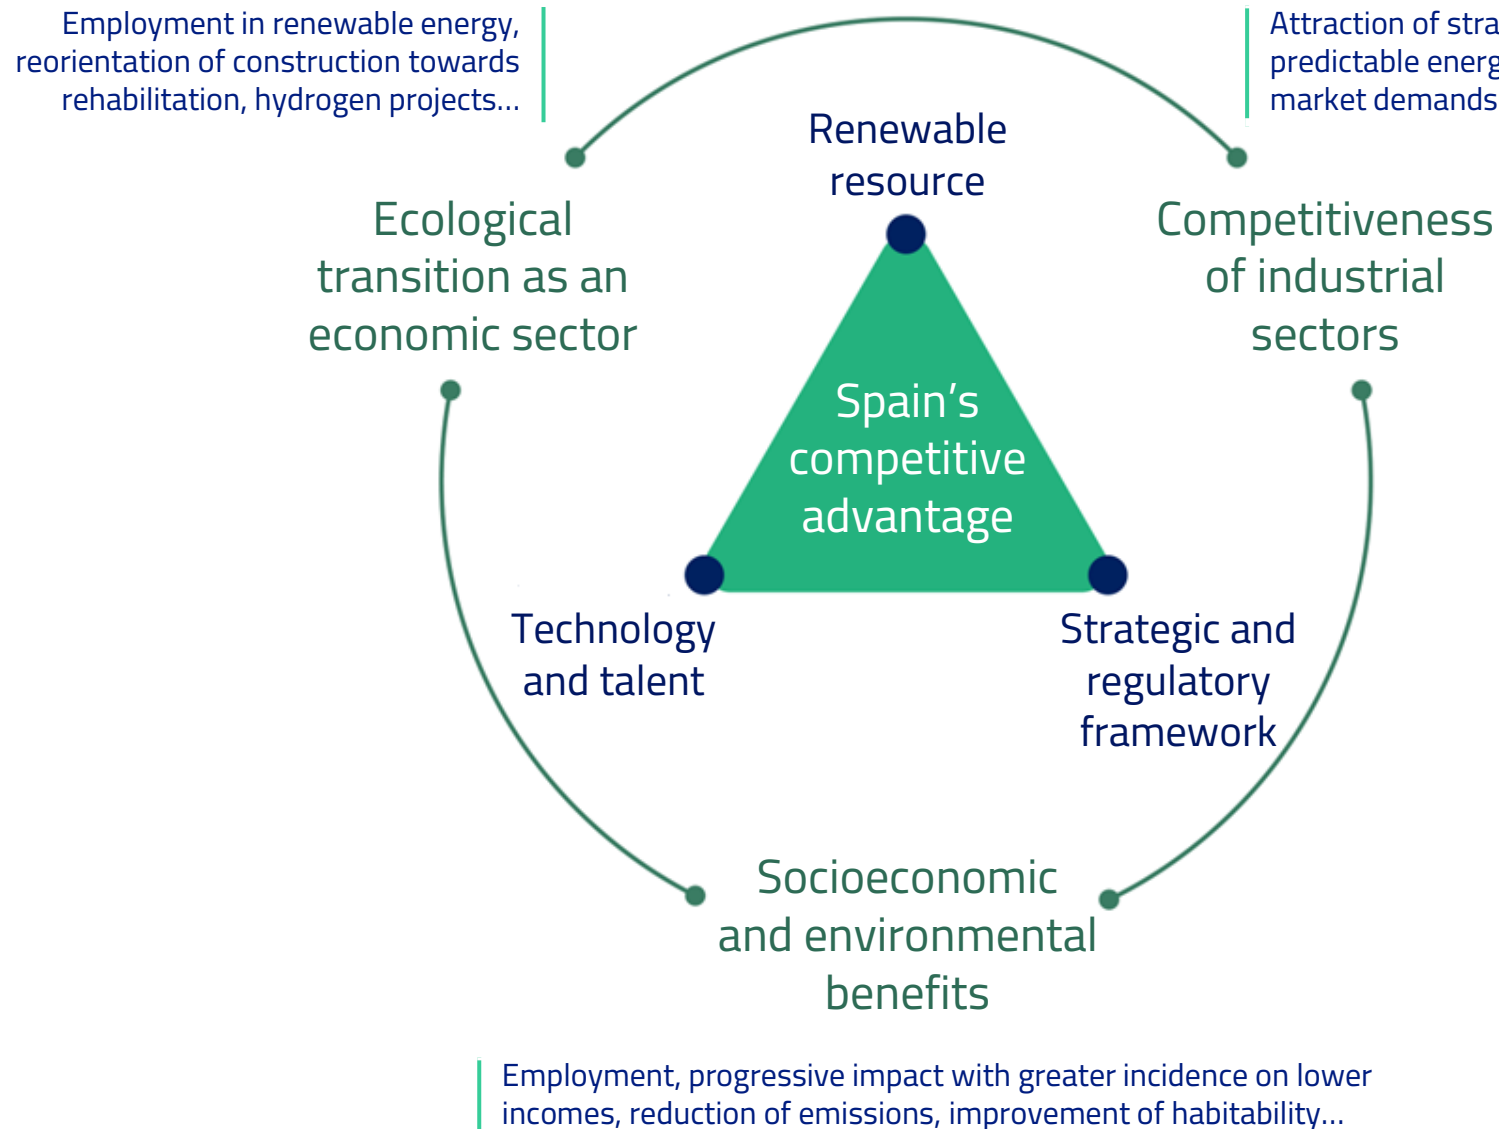 Employment in renewable energy,
reorientation of construction towards
rehabilitation, hydrogen projects...
Attraction of
predictable
market demands
Renewable
resource
Ecological
transition as an
economic sector
Competitiveness
of industrial
sectors
Spain's
competitive
advantage
Technology
and talent
Strategic and
regulatory
framework
Socioeconomic
and environmental
benefits
Employment, progressive impact with greater incidence on lower
incomes, reduction of emissions, improvement of habitability...